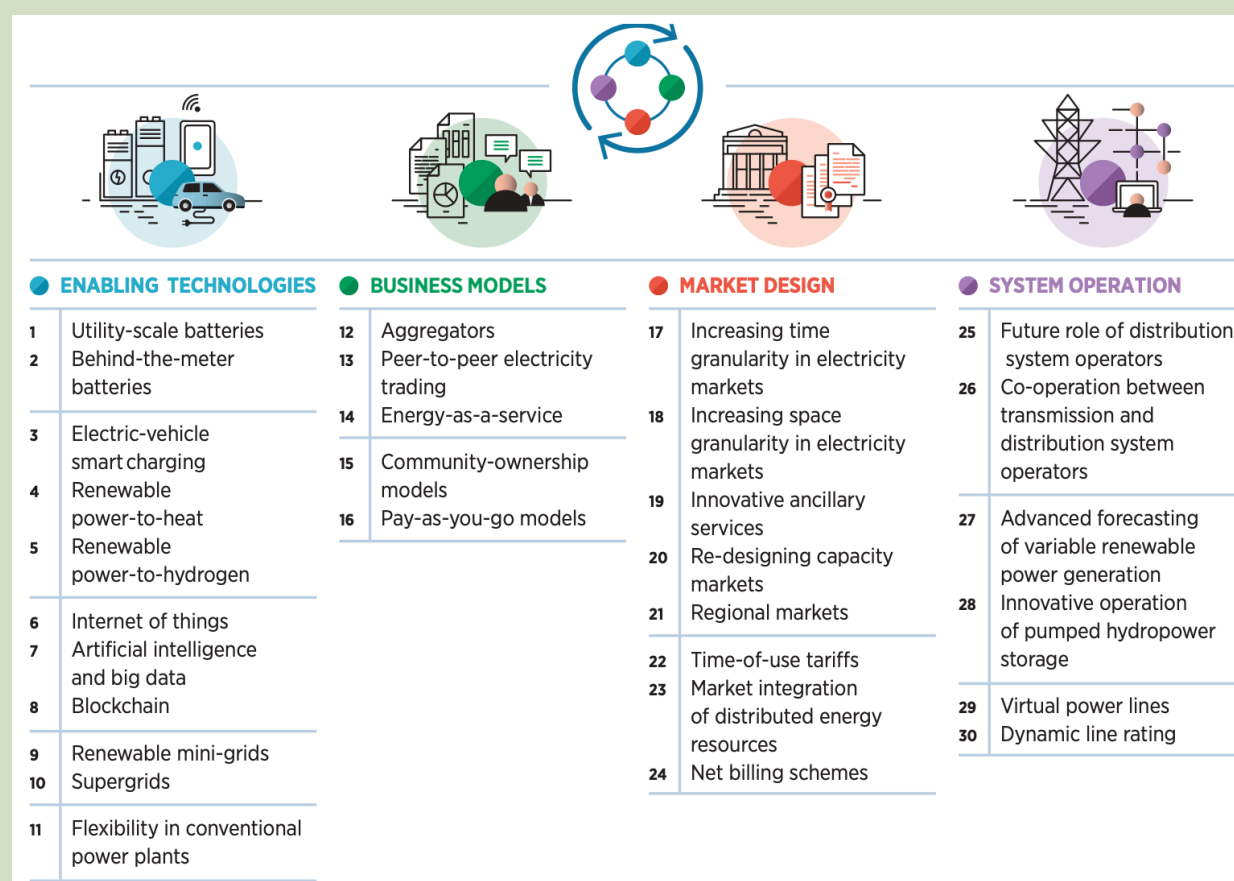 ENABLING TECHNOLOGIES
1 Utility-scale batteries
2 Behind-the-meter
batteries
3 Electric-vehicle
smart charging
4 Renewable
power-to-heat
5 Renewable
power-to-hydrogen
6 Internet of things
7 Artificial intelligence
and big data
8 Blockchain
9 Renewable mini-grids
10 Supergrids
11 Flexibility in conventional
power plants
BUSINESS MODELS
12 Aggregators
13 Peer-to-peer electricity
trading
14 Energy-as-a-service
15 Community-ownership
models
16 Pay-as-you-go models
MARKET DESIGN
17 Increasing time
granularity in electricity
markets
18 Increasing space
granularity in electricity
markets
19 Innovative ancillary
services
20 Re-designing capacity
markets
21 Regional markets
22 Time-of-use tariffs
23 Market integration
of distributed energy
resources
24 Net billing schemes
SYSTEM OPERATION
25 Future role of distribution
system operators
26 Co-operation between
transmission and
distribution system
operators
27 Advanced forecasting
of variable renewable
power generation
28 Innovative operation
of pumped hydropower
storage
29 Virtual power lines
30 Dynamic line rating